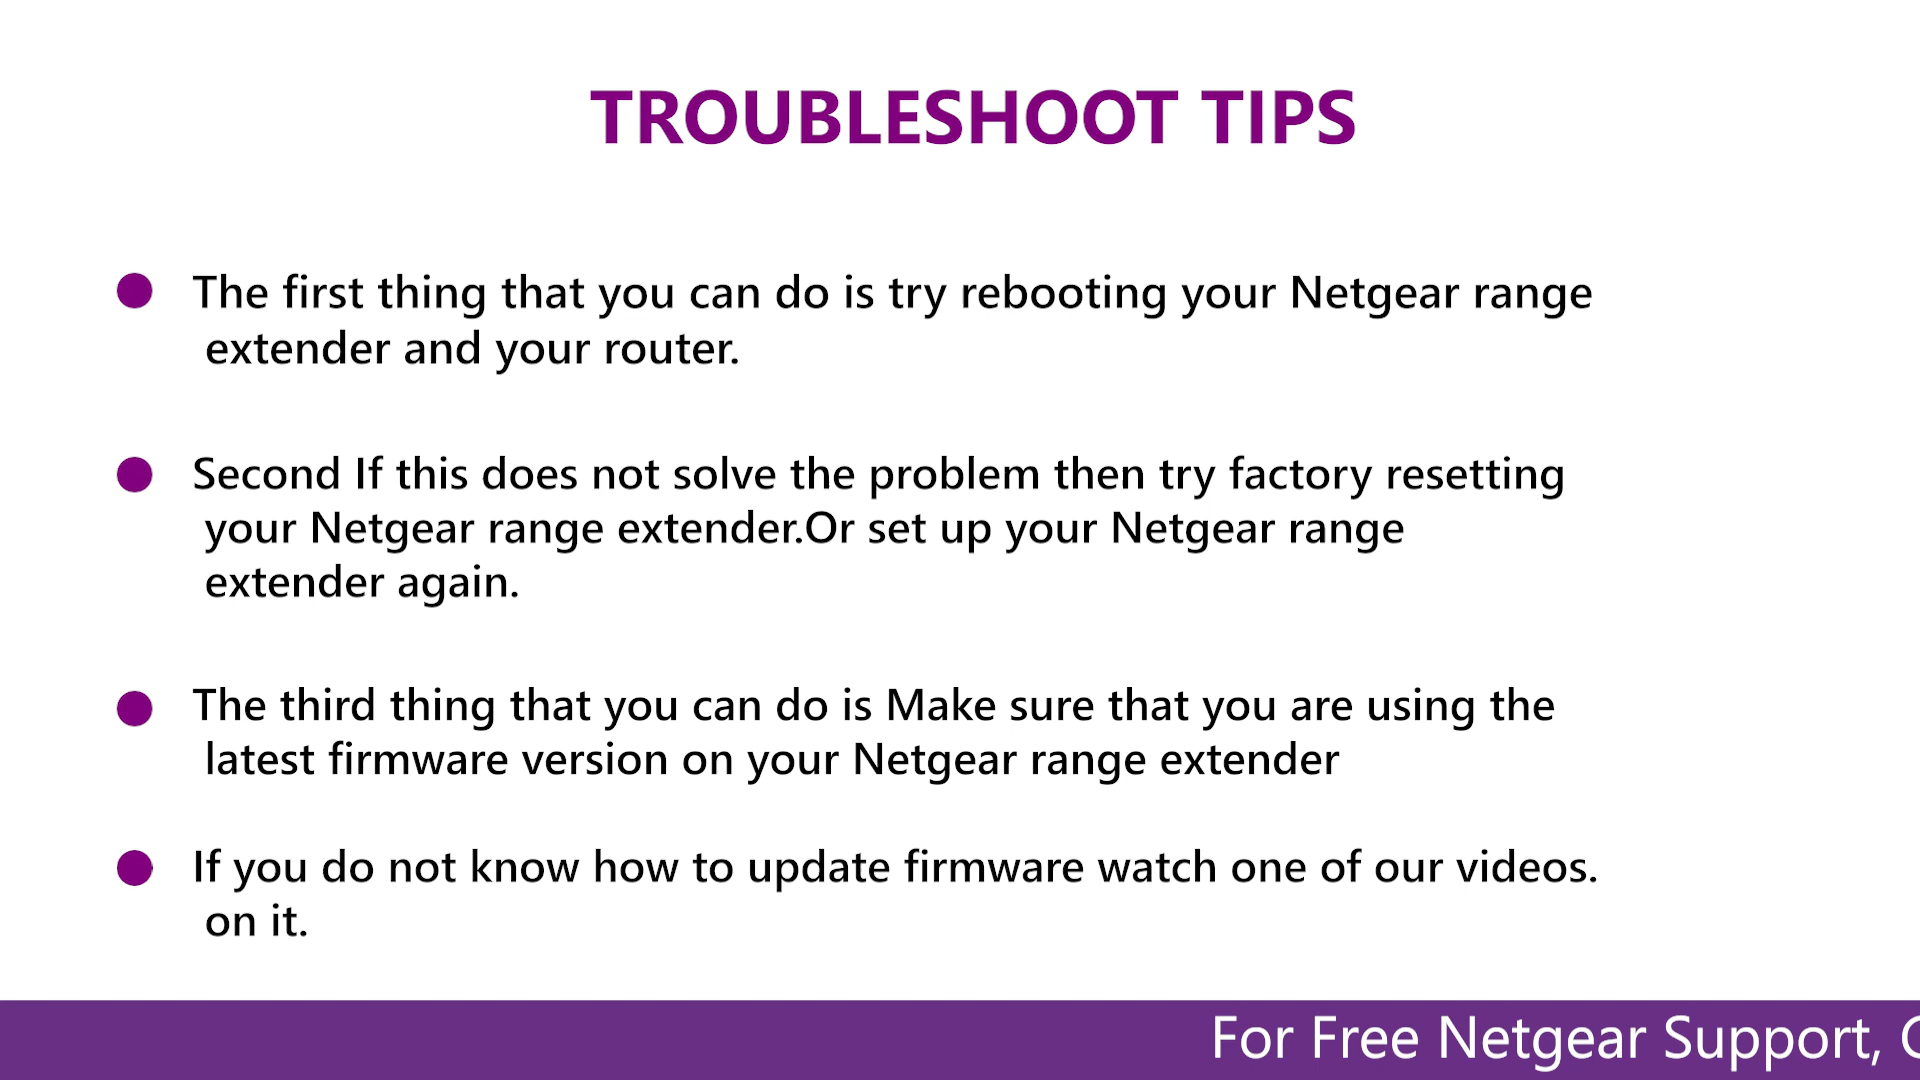 TROUBLESHOOT TIPS
The first thing that you can do is try rebooting your Netgear range
extender and your router.
Second If this does not solve the problem then try factory resetting
your Netgear range extender.Or set up your Netgear range
extender again.
The third thing that you can do is Make sure that you are using the
latest firmware version on your Netgear range extender
If you do not know how to update firmware watch one of our videos.
on it.
For Free Netgear Support,